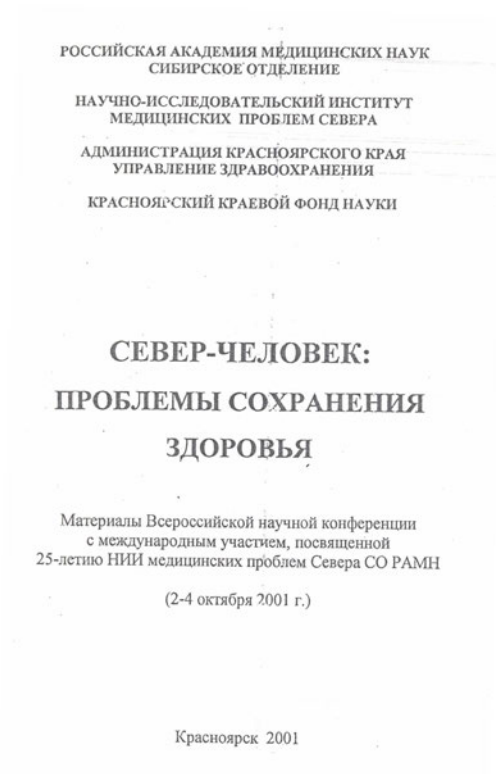 РОССИЙСКАЯ АКАДЕМИЯ МЕДИЦИНСКИХ НАУК
СИБИРСКОЕ ОТДЕЛЕНИЕ
НАУЧНО-ИССЛЕДОВАТЕЛЬСКИЙ ИНСТИТУТ
МЕДИЦИНСКИХ ПРОБЛЕМ СЕВЕРА
АДМИНИСТРАЦИЯ КРАСНОЯРСКОГО КРАЯ
УПРАВЛЕНИЕ ЗДРАВООХРАНЕНИЯ
КРАСНОЯРСКИЙ КРАЕВОЙ ФОНД НАУКИ
СЕВЕР-ЧЕЛОВЕК:
ПРОБЛЕМЫ СОХРАНЕНИЯ
ЗДОРОВЬЯ
Материалы Всероссийской научной конференции
с международным участием, посвященной
25-летию НИИ медицинских проблем Севера СО РАМН
(2-4 октября 2001 г.)
Красноярск 2001